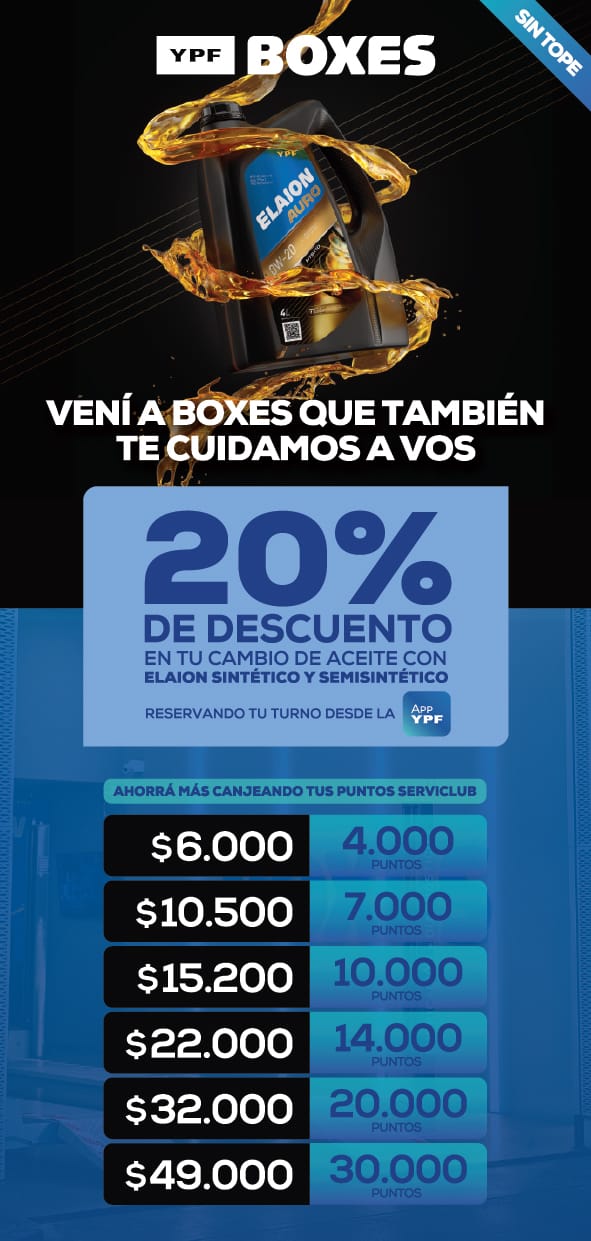 SIN TOPE
YPF BOXES
YPF
ELAION
AURO
0W-20
4L
VENÍ A BOXES QUE TAMBIÉN
TE CUIDAMOS A VOS
20%
DE DESCUENTO
EN TU CAMBIO DE ACEITE CON
ELAION SINTÉTICO Y SEMISINTÉTICO
RESERVANDO TU TURNO DESDE LA
APP
YPF
AHORRÁ MÁS CANJEANDO TUS PUNTOS SERVICLUB
$6.000 4.000
PUNTOS
$10.500 7.000
PUNTOS
$15.200 10.000
PUNTOS
$22.000 14.000
PUNTOS
$32.000 20.000
PUNTOS
$49.000 30.000
PUNTOS